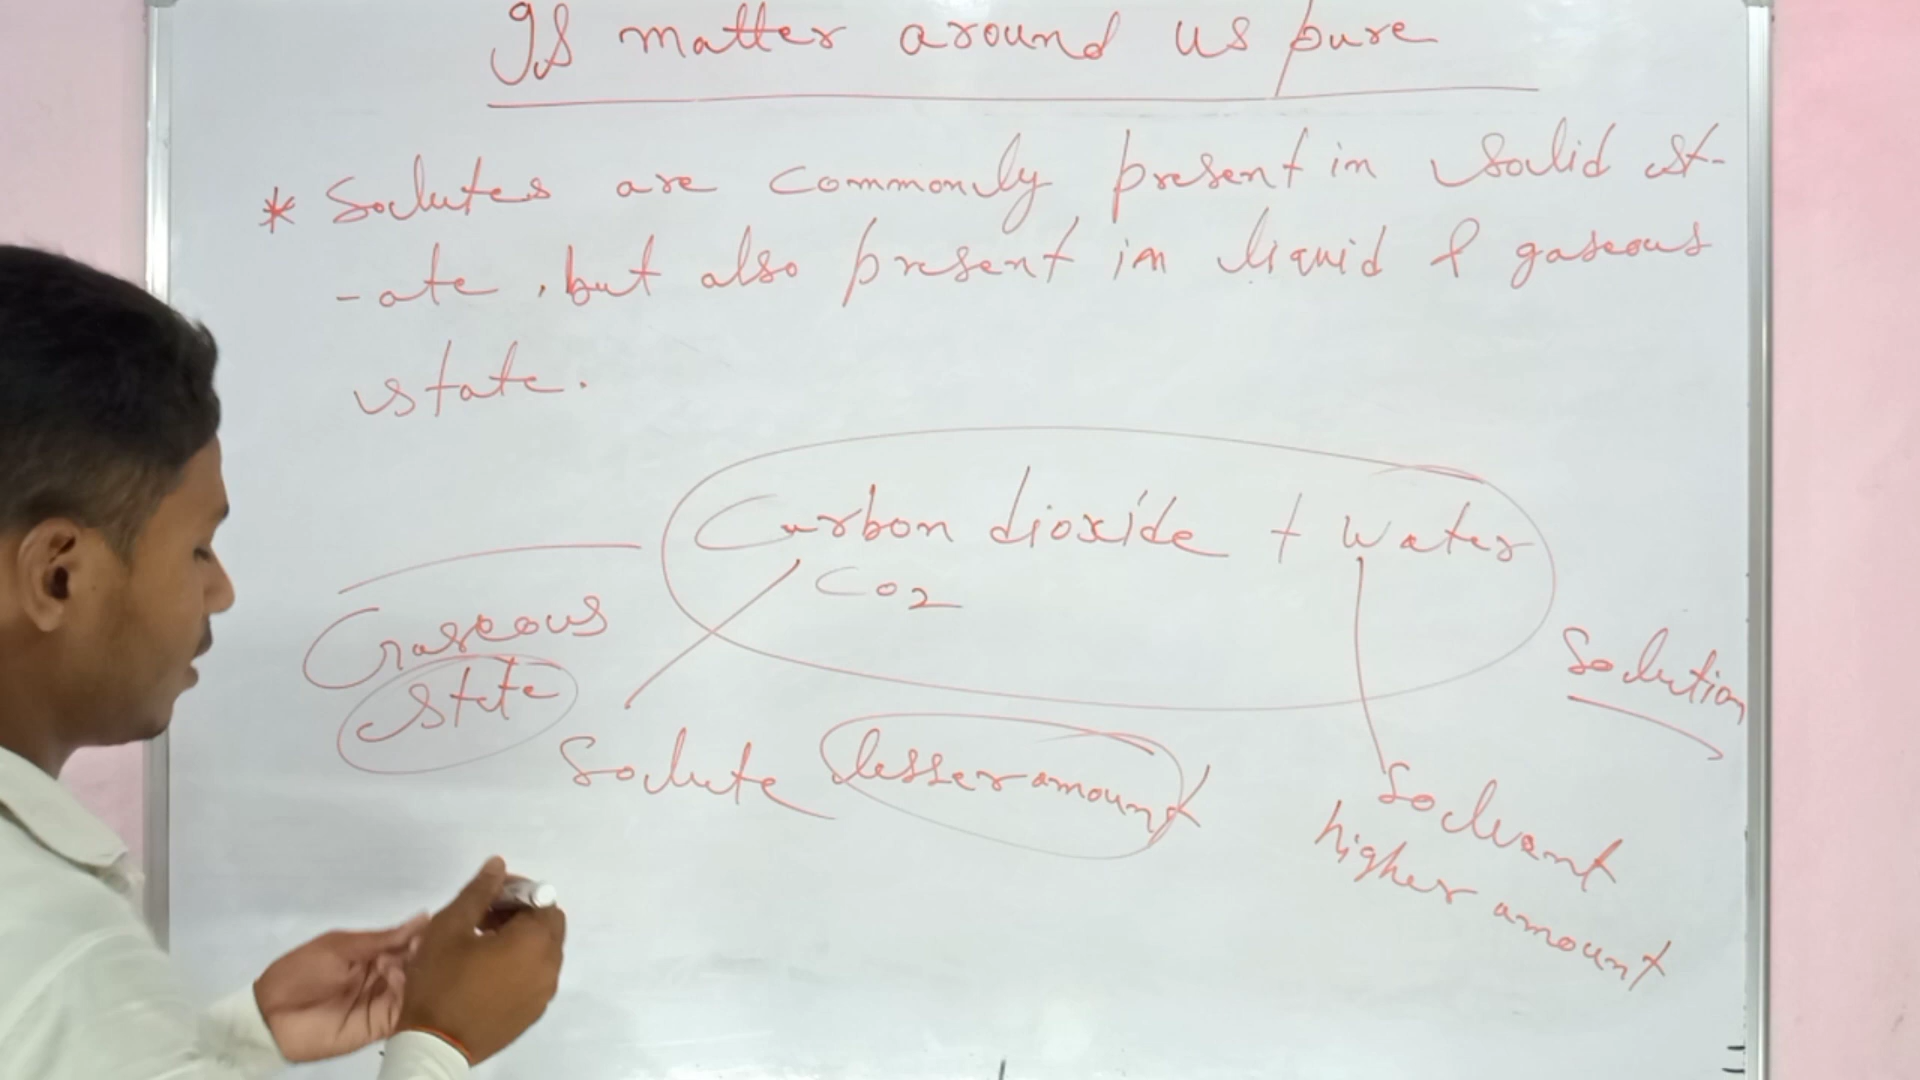 Is matter around us pure
* Solutes are commonly present in solid st-
-ate, but also present in liquid & gaseous
state.
Carbon dioxide + Water
CO2
Gaseous
state
Solution
Solute lesser amount
Solvent
higher amount